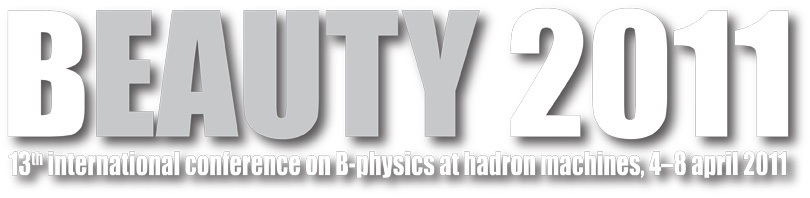 BEAUTY 2011
13th international conference on B-physics at hadron machines, 4–8 april 2011